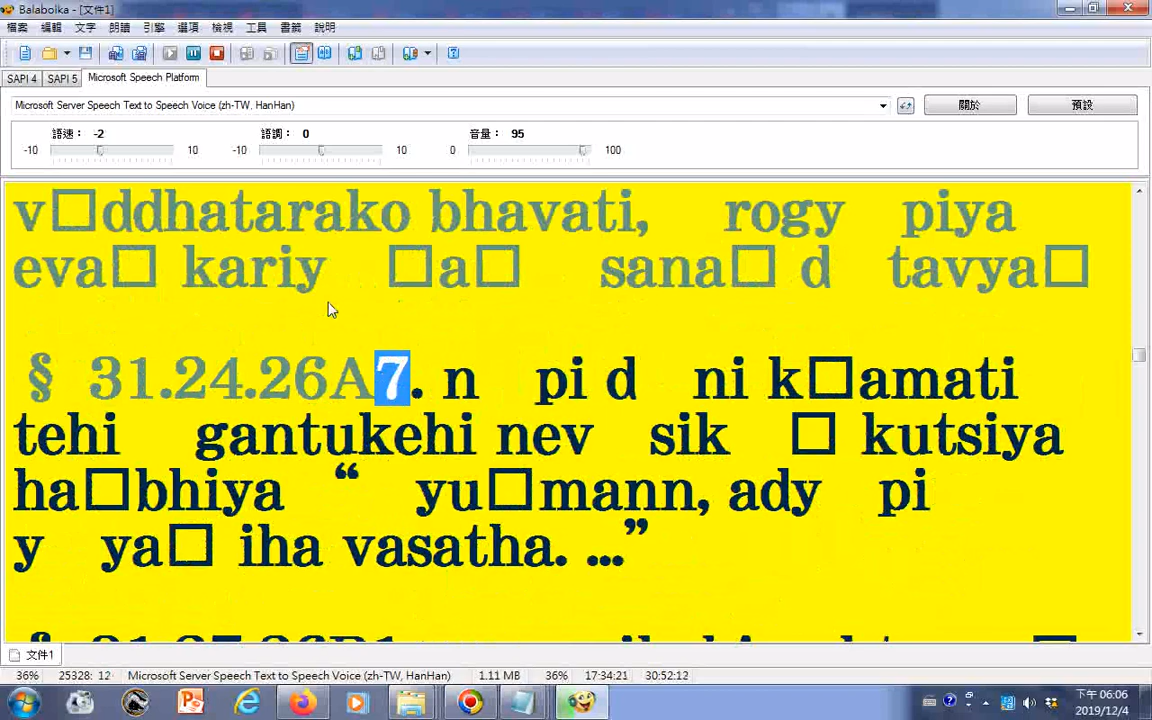 Balabolka - [文件1]
檔案 編輯 文字 朗讀 引擎 選項 檢視 工具 書籤 說明
SAPI 4 SAPI 5 Microsoft Speech Platform
Microsoft Server Speech Text to Speech Voice (zh-TW, HanHan) 關於 預設
語速： -2 語調： 0 音量： 95
-10 10 -10 10 0 100
v□ddhatarako bhavati, rogy piya
eva□ kariy □a□ sana□ d tavya□
§ 31.24.26A7. n pi d ni k□amati
tehi gantukehi nev sik □ kutsiya
ha□bhiya “ yu□mann, ady pi
y ya□ iha vasatha. ...”
文件1
36% 25328: 12 Microsoft Server Speech Text to Speech Voice (zh-TW, HanHan) 1.11 MB 36% 17:34:21 30:52:12
下午 06:06
2019/12/4